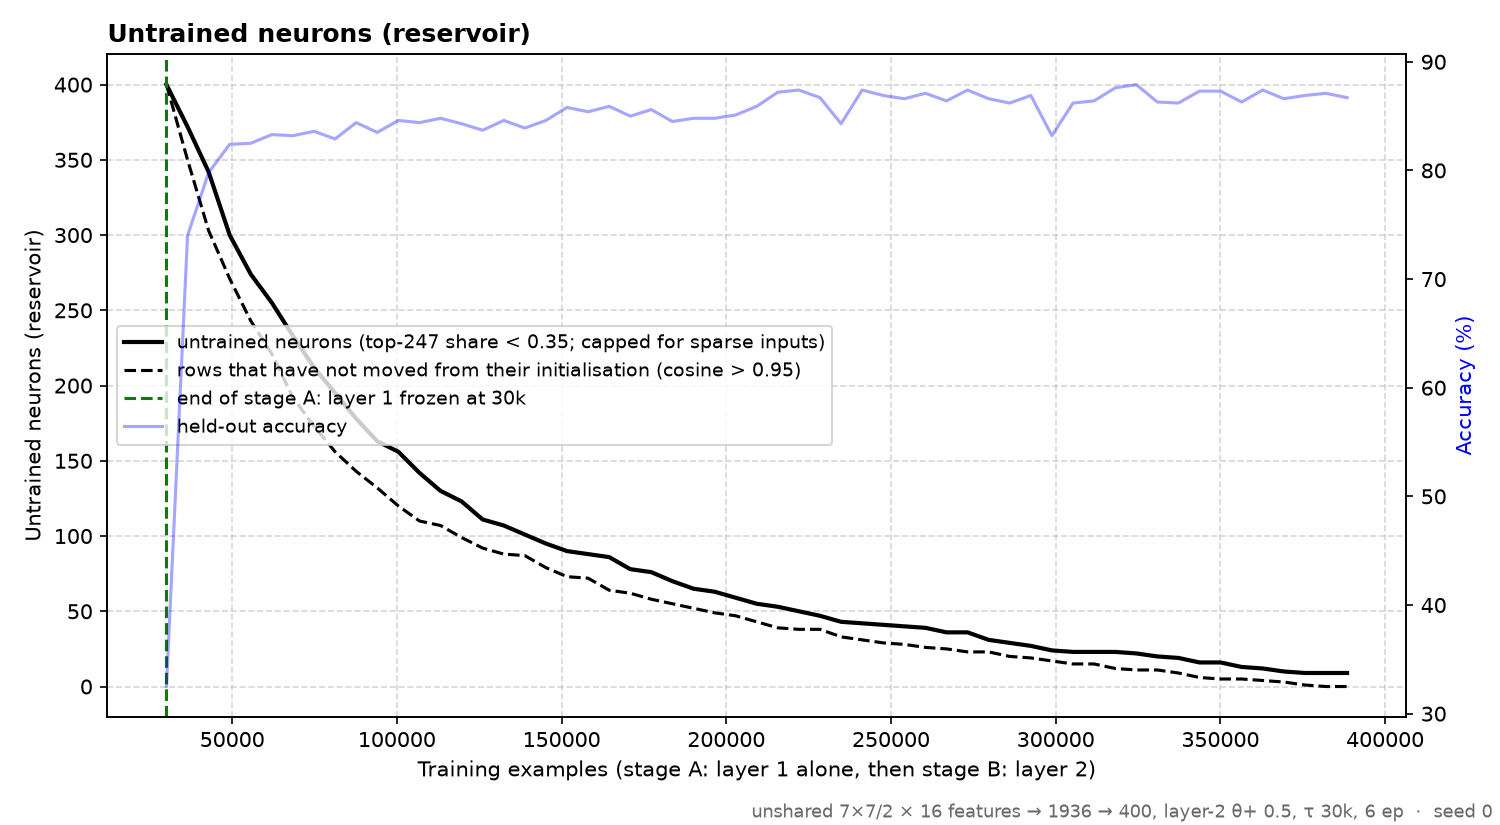 Untrained neurons (reservoir)
Untrained neurons (reservoir)
400
350
300
250
200
150
100
50
0
90
80
70
60
50
40
30
Accuracy (%)
untrained neurons (top-247 share < 0.35; capped for sparse inputs)
rows that have not moved from their initialisation (cosine > 0.95)
end of stage A: layer 1 frozen at 30k
held-out accuracy
50000 100000 150000 200000 250000 300000 350000 400000
Training examples (stage A: layer 1 alone, then stage B: layer 2)
unshared 7×7/2 × 16 features → 1936 → 400, layer-2 θ+ 0.5, τ 30k, 6 ep · seed 0